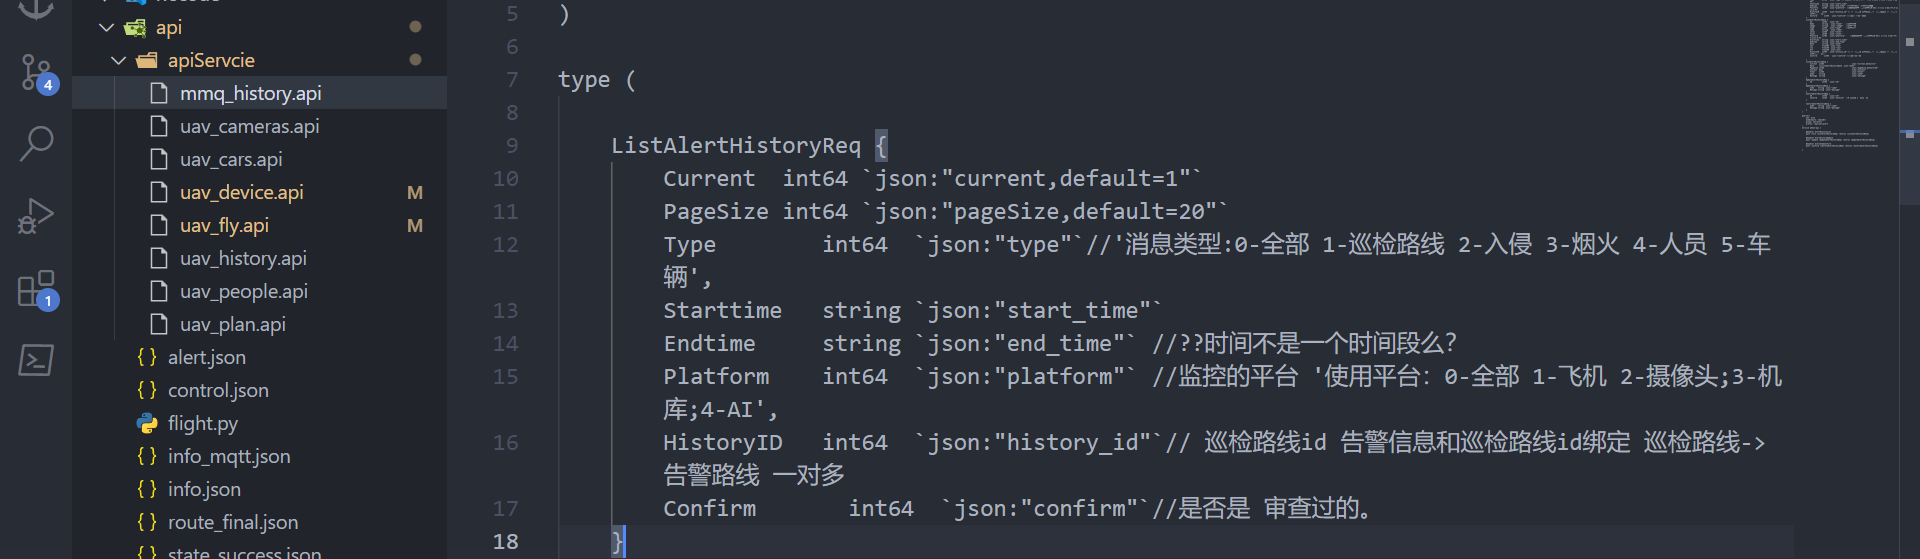 api
apiServcie
mmq_history.api
uav_cameras.api
uav_cars.api
uav_device.api M
uav_fly.api M
uav_history.api
uav_people.api
uav_plan.api
alert.json
control.json
flight.py
info_mqtt.json
info.json
route_final.json
state_success.json
4
1
5 )
6
7 type (
8
9 ListAlertHistoryReq {
10 Current  int64 `json:"current,default=1"`
11 PageSize int64 `json:"pageSize,default=20"`
12 Type        int64  `json:"type"`//'消息类型:0-全部 1-巡检路线 2-入侵 3-烟火 4-人员 5-车
辆',
13 Starttime   string `json:"start_time"`
14 Endtime     string `json:"end_time"` //??时间不是一个时间段么?
15 Platform    int64  `json:"platform"` //监控的平台 '使用平台: 0-全部 1-飞机 2-摄像头;3-机
库;4-AI',
16 HistoryID   int64  `json:"history_id"`// 巡检路线id 告警信息和巡检路线id绑定 巡检路线->
告警路线 一对多
17 Confirm       int64  `json:"confirm"`//是否是 审查过的。
18 }